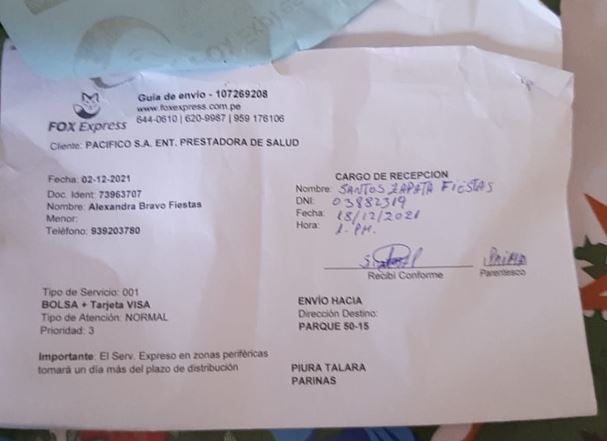 Guia de envio - 107269208
www.foxexpress.com.pe
644-0610 | 620-9987 | 959 176106
FOX Express
Cliente: PACIFICO S.A. ENT. PRESTADORA DE SALUD
Fecha: 02-12-2021
Doc. Ident: 73963707
Nombre: Alexandra Bravo Fiestas
Menor:
Teléfono: 939203780
CARGO DE RECEPCION
Nombre: SANTOS ZAPATA FIESTAS
DNI: 03882319
Fecha: 18/12/2021
Hora: 1. PM.
Recibi Conforme
Parentesco
Tipo de Servicio: 001
BOLSA + Tarjeta VISA
Tipo de Atención: NORMAL
Prioridad: 3
ENVÍO HACIA
Dirección Destino:
PARQUE 50-15
Importante: El Serv. Expreso en zonas periféricas
tomará un día más del plazo de distribución
PIURA TALARA
PARINAS